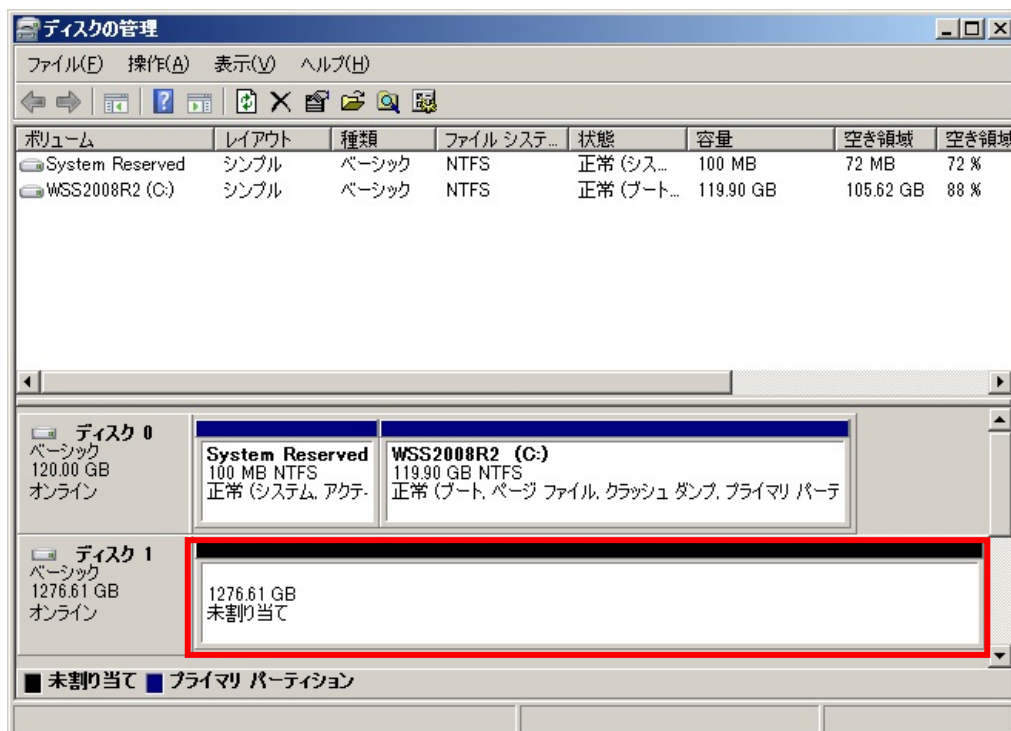 ディスクの管理
ファイル(F) 操作(A) 表示(V) ヘルプ(H)
ボリューム レイアウト 種類 ファイル システ... 状態 容量 空き領域 空き領域
System Reserved シンプル ベーシック NTFS 正常 (シス... 100 MB 72 MB 72 %
WSS2008R2 (C:) シンプル ベーシック NTFS 正常 (ブート... 119.90 GB 105.62 GB 88 %
ディスク 0
ベーシック
120.00 GB
オンライン
System Reserved
100 MB NTFS
正常 (システム, アクテ
WSS2008R2 (C:)
119.90 GB NTFS
正常 (ブート, ページ ファイル, クラッシュ ダンプ, プライマリ パーテ
ディスク 1
ベーシック
1276.61 GB
オンライン
1276.61 GB
未割り当て
未割り当て プライマリ パーティション